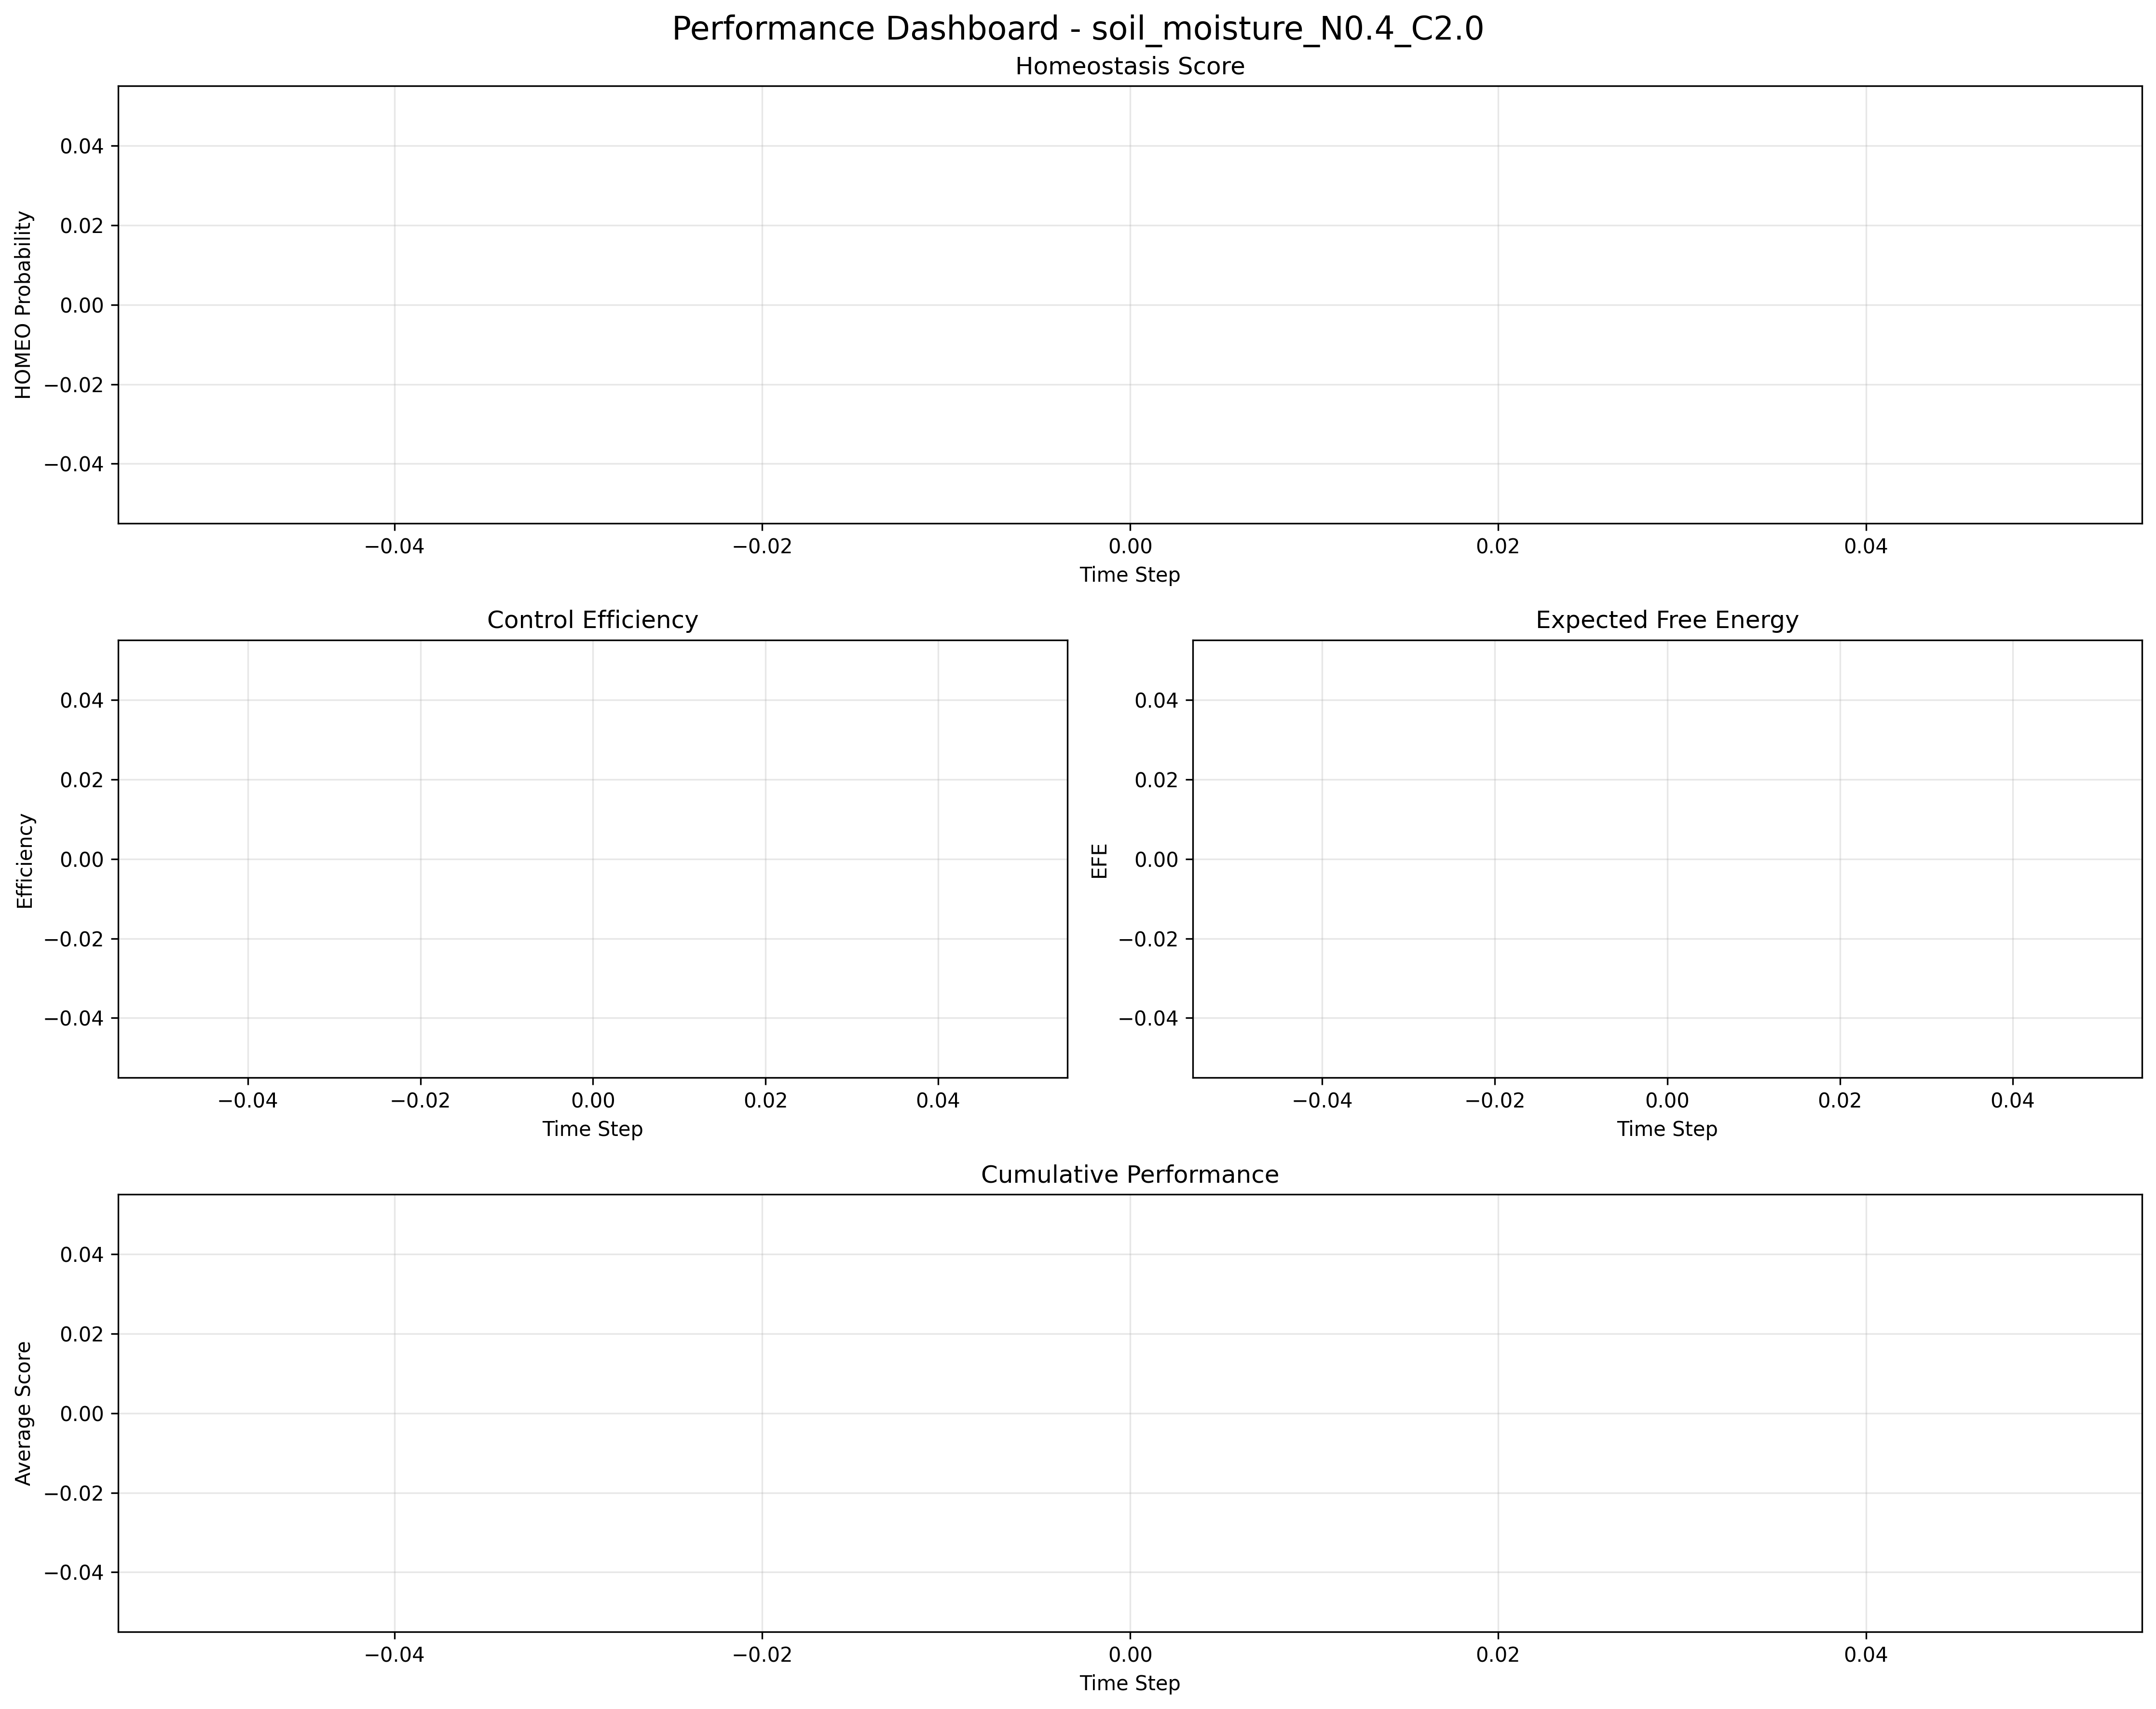 Performance Dashboard - soil_moisture_N0.4_C2.0
Homeostasis Score
HOMEO Probability
0.04
0.02
0.00
−0.02
−0.04
−0.04 −0.02 0.00 0.02 0.04
Time Step
Control Efficiency
Efficiency
0.04
0.02
0.00
−0.02
−0.04
−0.04 −0.02 0.00 0.02 0.04
Time Step
Expected Free Energy
EFE
0.04
0.02
0.00
−0.02
−0.04
−0.04 −0.02 0.00 0.02 0.04
Time Step
Cumulative Performance
Average Score
0.04
0.02
0.00
−0.02
−0.04
−0.04 −0.02 0.00 0.02 0.04
Time Step